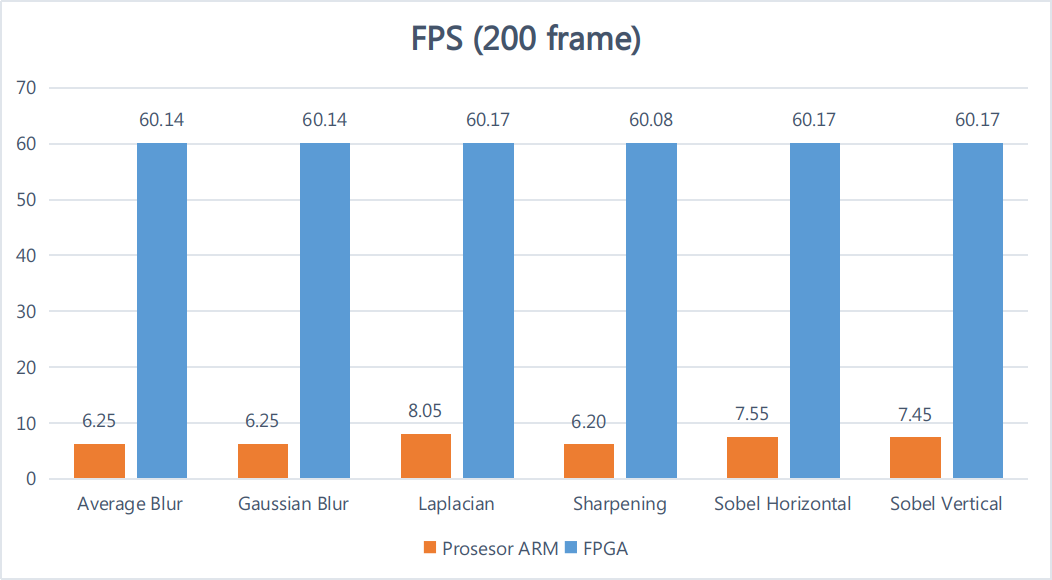 FPS (200 frame)
70
60
50
40
30
20
10
0
6.25 60.14 6.25 60.14 8.05 60.17 6.20 60.08 7.55 60.17 7.45 60.17
Average Blur Gaussian Blur Laplacian Sharpening Sobel Horizontal Sobel Vertical
Prosesor ARM FPGA